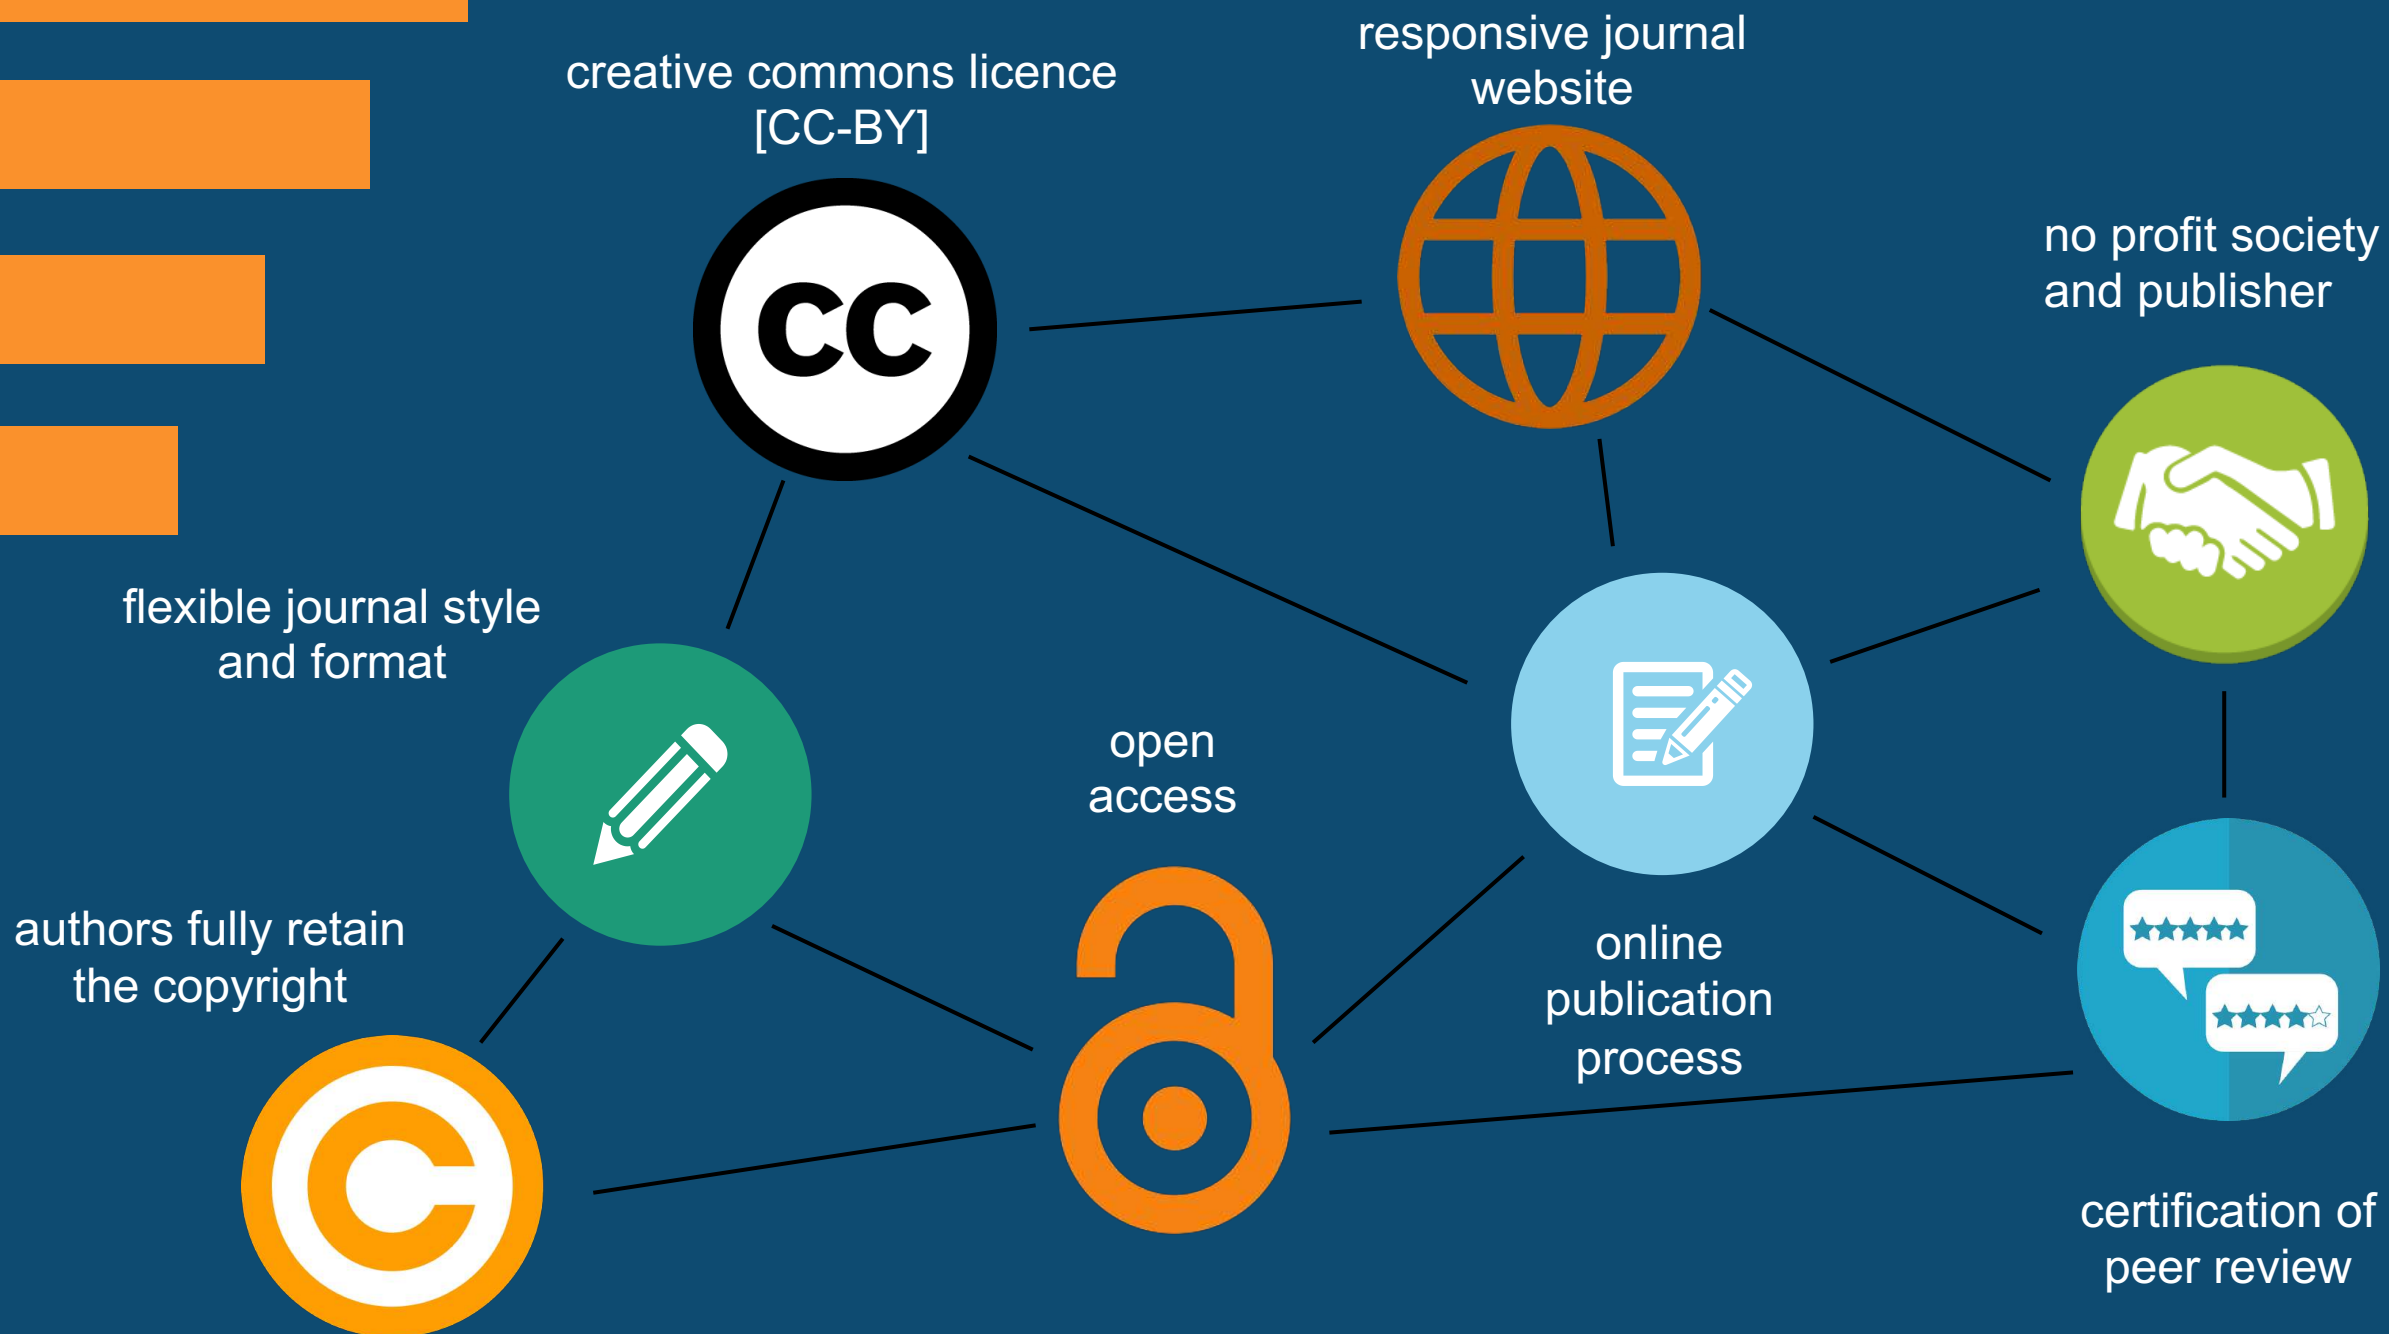 creative commons licence
[CC-BY]
responsive journal
website
no profit society
and publisher
cc
flexible journal style
and format
open
access
authors fully retain
the copyright
online
publication
process
C
certification of
peer review